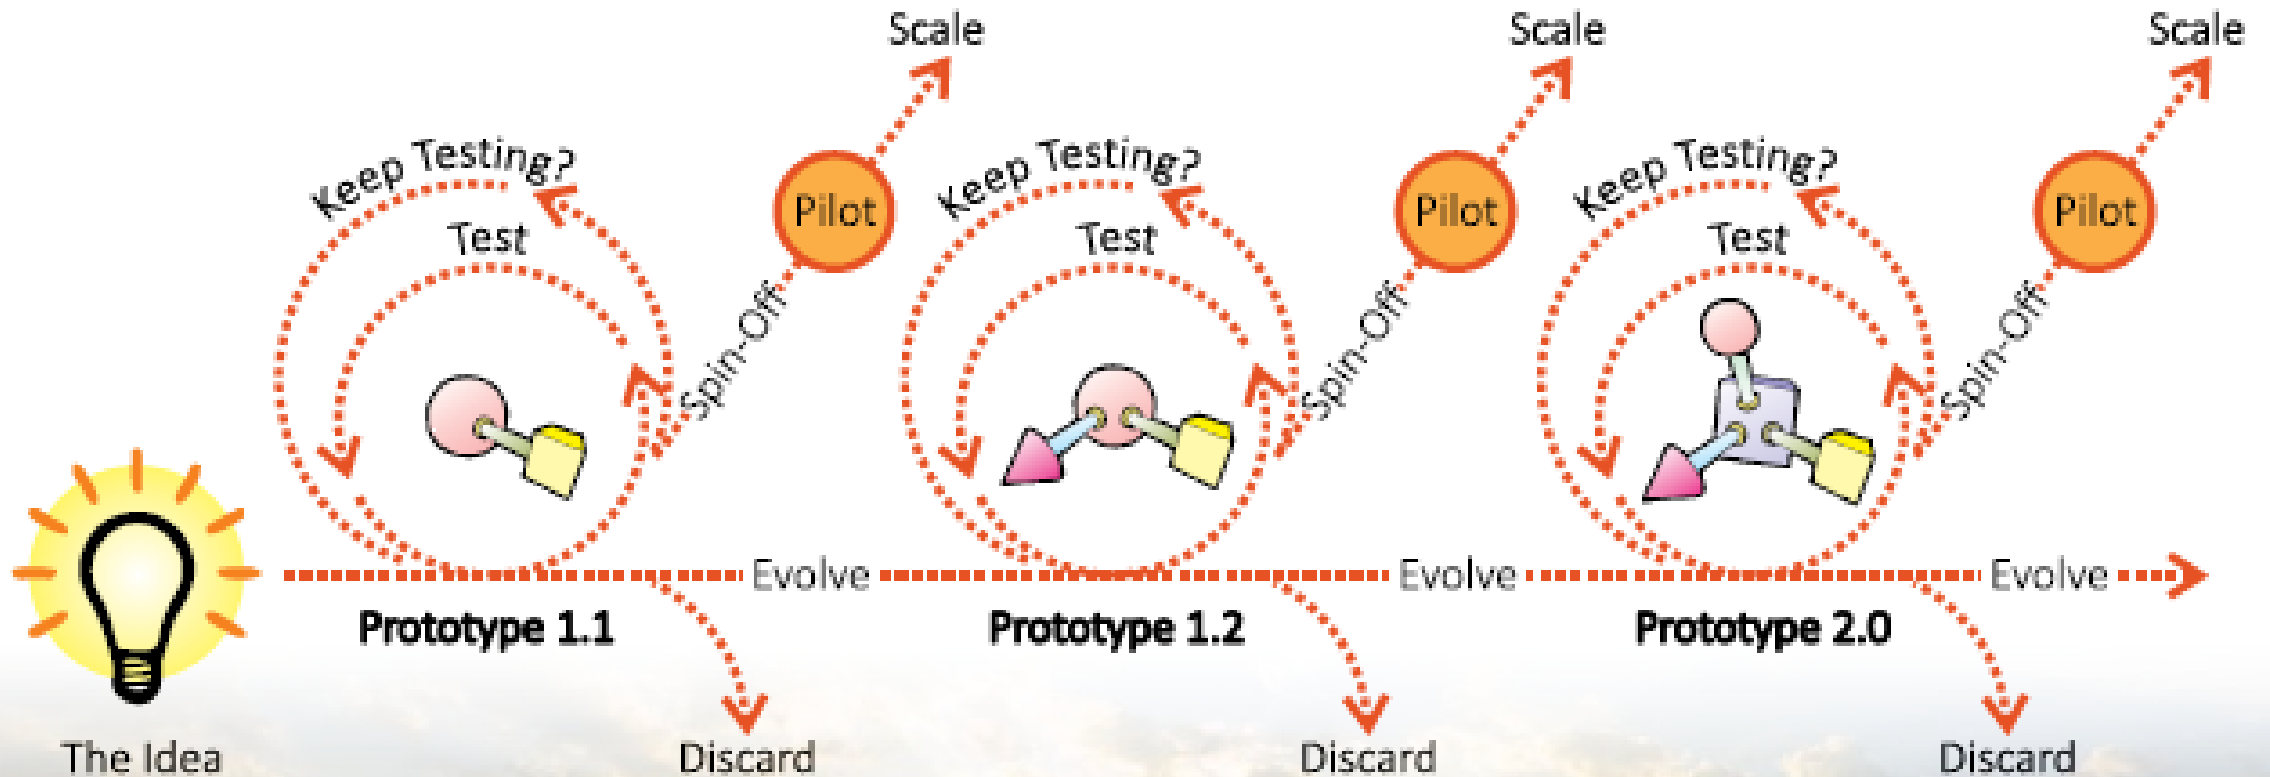 Scale
Scale
Scale
Keep Testing?
Keep Testing?
Keep Testing?
Test
Pilot
Test
Pilot
Test
Pilot
Spin-Off
Spin-Off
Spin-Off
Evolve
Evolve
Evolve
Prototype 1.1
Prototype 1.2
Prototype 2.0
The Idea
Discard
Discard
Discard